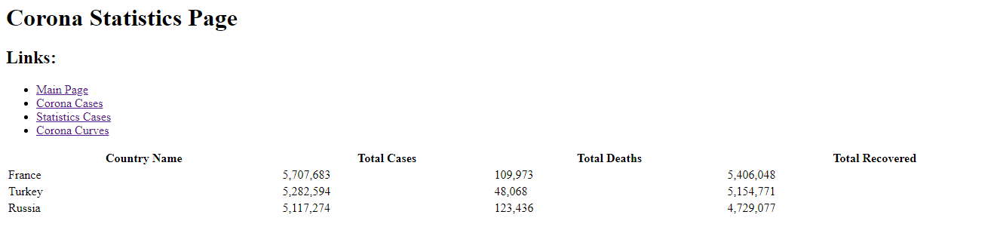 Corona Statistics Page
Links:
Main Page
Corona Cases
Statistics Cases
Corona Curves
Country Name Total Cases Total Deaths Total Recovered
France 5,707,683 109,973 5,406,048
Turkey 5,282,594 48,068 5,154,771
Russia 5,117,274 123,436 4,729,077